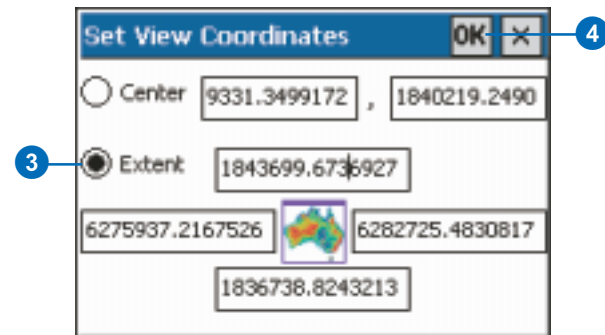 Set View Coordinates OK ×
4
Center 9331.3499172 , 1840219.2490
3
Extent 1843699.6736927
6275937.2167526 6282725.4830817
1836738.8243213